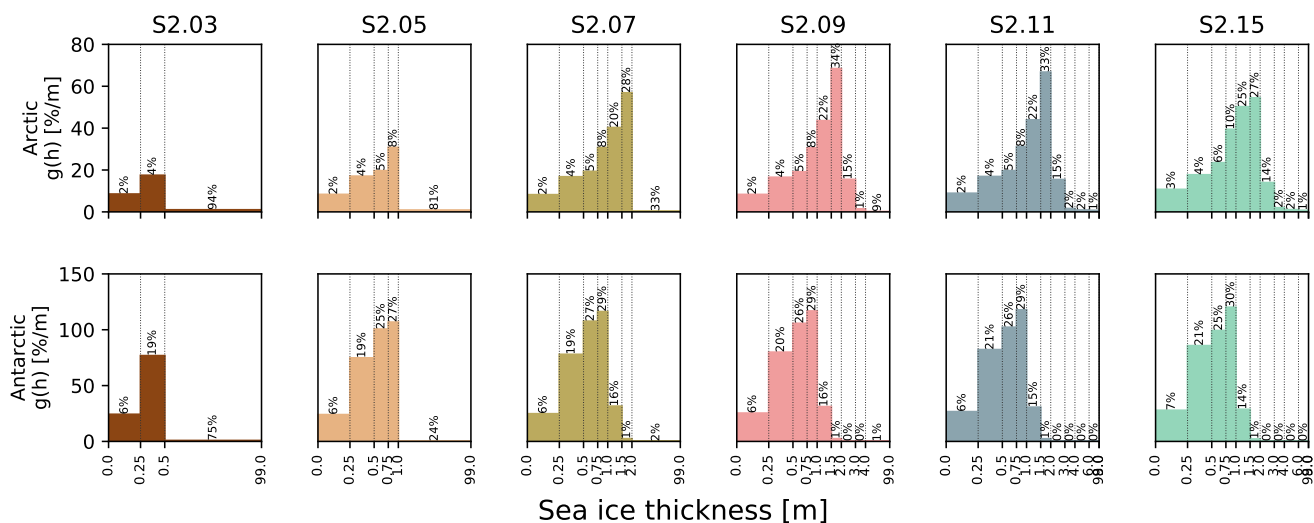 S2.03 S2.05 S2.07 S2.09 S2.11 S2.15
Arctic
g(h) [%/m]
80
60
40
20
0
2% 4% 94%
2% 4% 5% 8% 81%
2% 4% 5% 8% 20% 28% 33%
2% 4% 5% 8% 22% 34% 15% 1% 9%
2% 4% 5% 8% 22% 33% 15% 2% 2% 1%
3% 4% 6% 10% 25% 27% 14% 2% 2% 1%
Antarctic
g(h) [%/m]
150
100
50
0
6% 19% 75%
6% 19% 25% 27% 24%
6% 19% 27% 29% 16% 1% 2%
6% 20% 26% 29% 16% 1% 0% 0% 1%
6% 21% 26% 29% 15% 1% 0% 0% 0% 0%
7% 21% 25% 30% 14% 1% 0% 0% 0% 0%
0.0 0.25 0.5 99.0
0.0 0.25 0.5 0.75 1.0 99.0
0.0 0.25 0.5 0.75 1.0 1.5 2.0 99.0
0.0 0.25 0.5 0.75 1.0 1.5 2.0 3.0 4.0 99.0
0.0 0.25 0.5 0.75 1.0 1.5 2.0 3.0 4.0 6.0
0.0 0.25 0.5 0.75 1.0 1.5 2.0 3.0 4.0 6.0
Sea ice thickness [m]